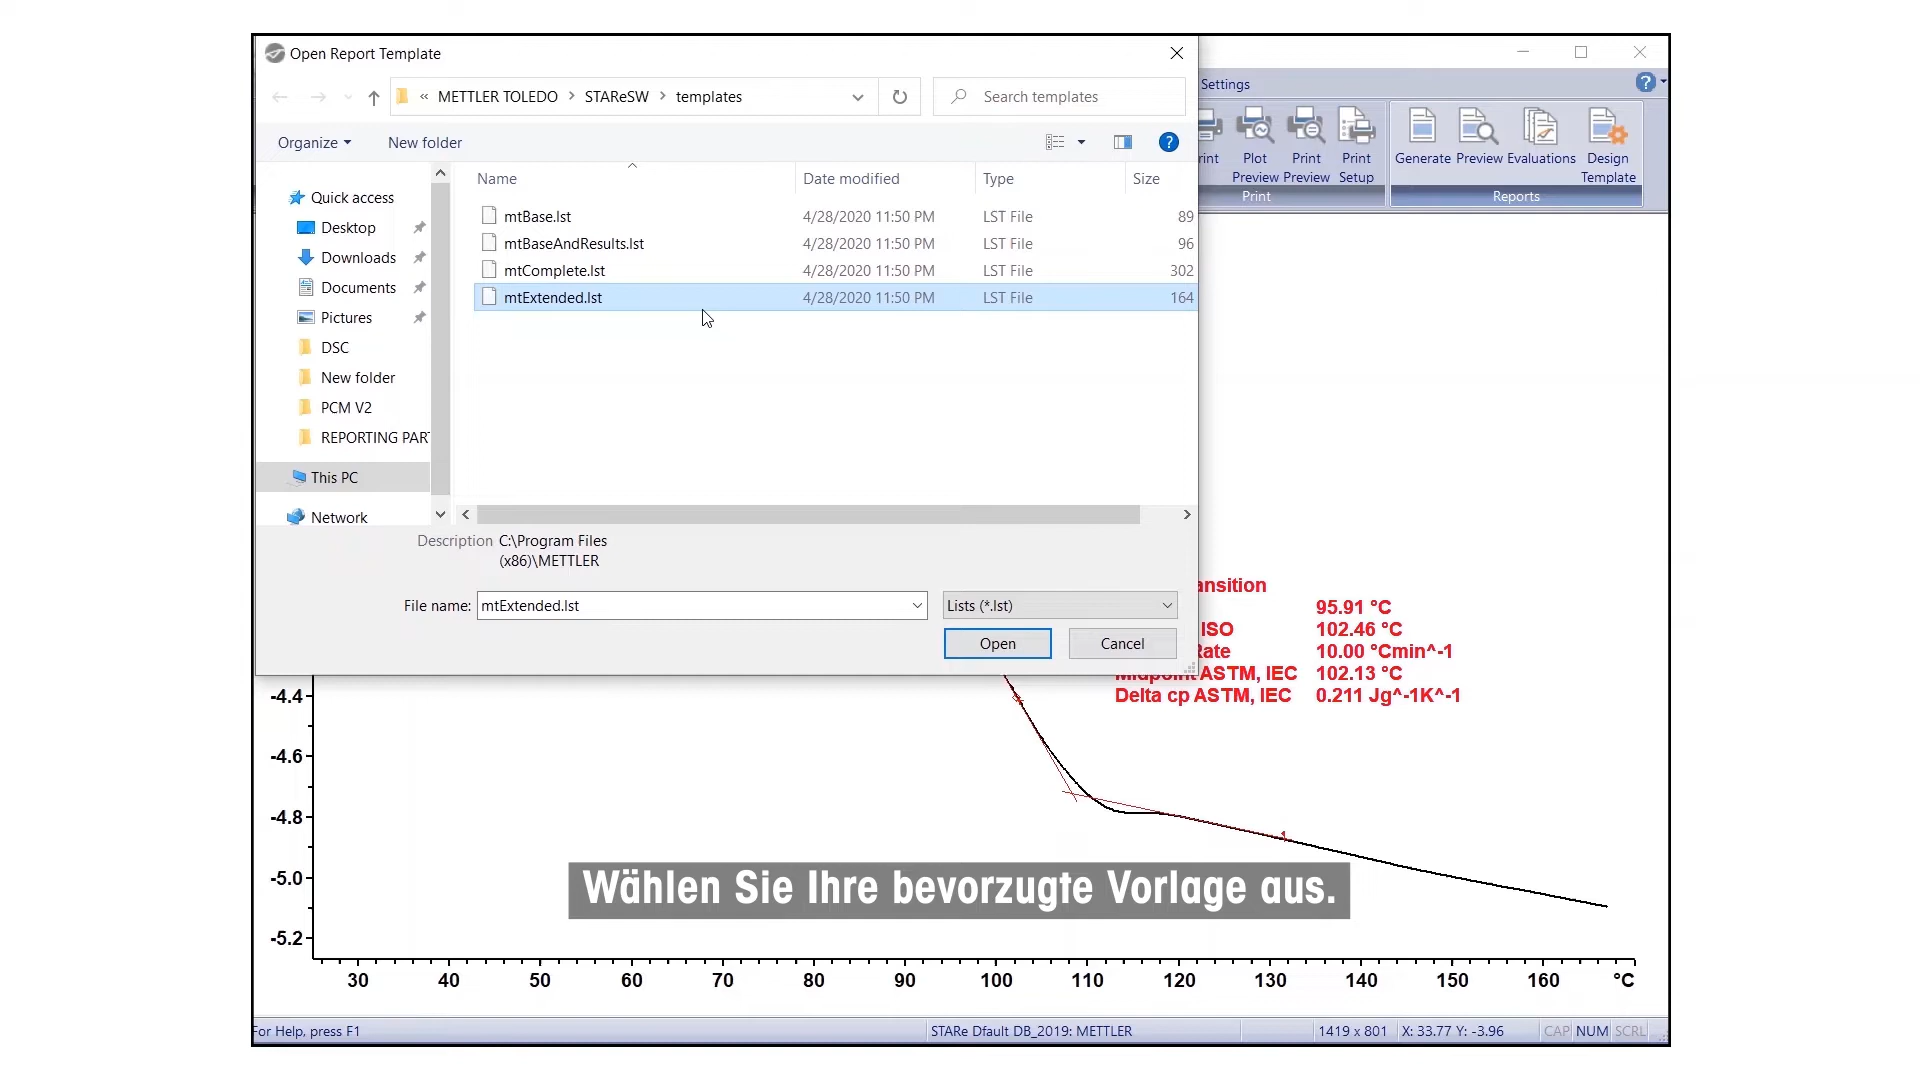 Open Report Template
« METTLER TOLEDO > STAReSW > templates
Search templates
Organize
New folder
Quick access
Desktop
Downloads
Documents
Pictures
DSC
New folder
PCM V2
REPORTING PAR
This PC
Network
Name Date modified Type Size
mtBase.lst 4/28/2020 11:50 PM LST File 89
mtBaseAndResults.lst 4/28/2020 11:50 PM LST File 96
mtComplete.lst 4/28/2020 11:50 PM LST File 302
mtExtended.lst 4/28/2020 11:50 PM LST File 164
Description C:\Program Files
(x86)\METTLER
File name: mtExtended.lst Lists (*.lst)
Open Cancel
Settings
rint Plot Print Print
Preview Preview Setup
Print
Generate Preview Evaluations Design
Template
Reports
ansition
95.91 °C
ISO 102.46 °C
Rate 10.00 °Cmin^-1
Midpoint ASTM, IEC 102.13 °C
Delta cp ASTM, IEC 0.211 Jg^-1K^-1
-4.4
-4.6
-4.8
-5.0
-5.2
Wählen Sie Ihre bevorzugte Vorlage aus.
30 40 50 60 70 80 90 100 110 120 130 140 150 160 °C
For Help, press F1 STARe Dfault DB_2019: METTLER 1419 x 801 X: 33.77 Y: -3.96 CAP NUM SCRL